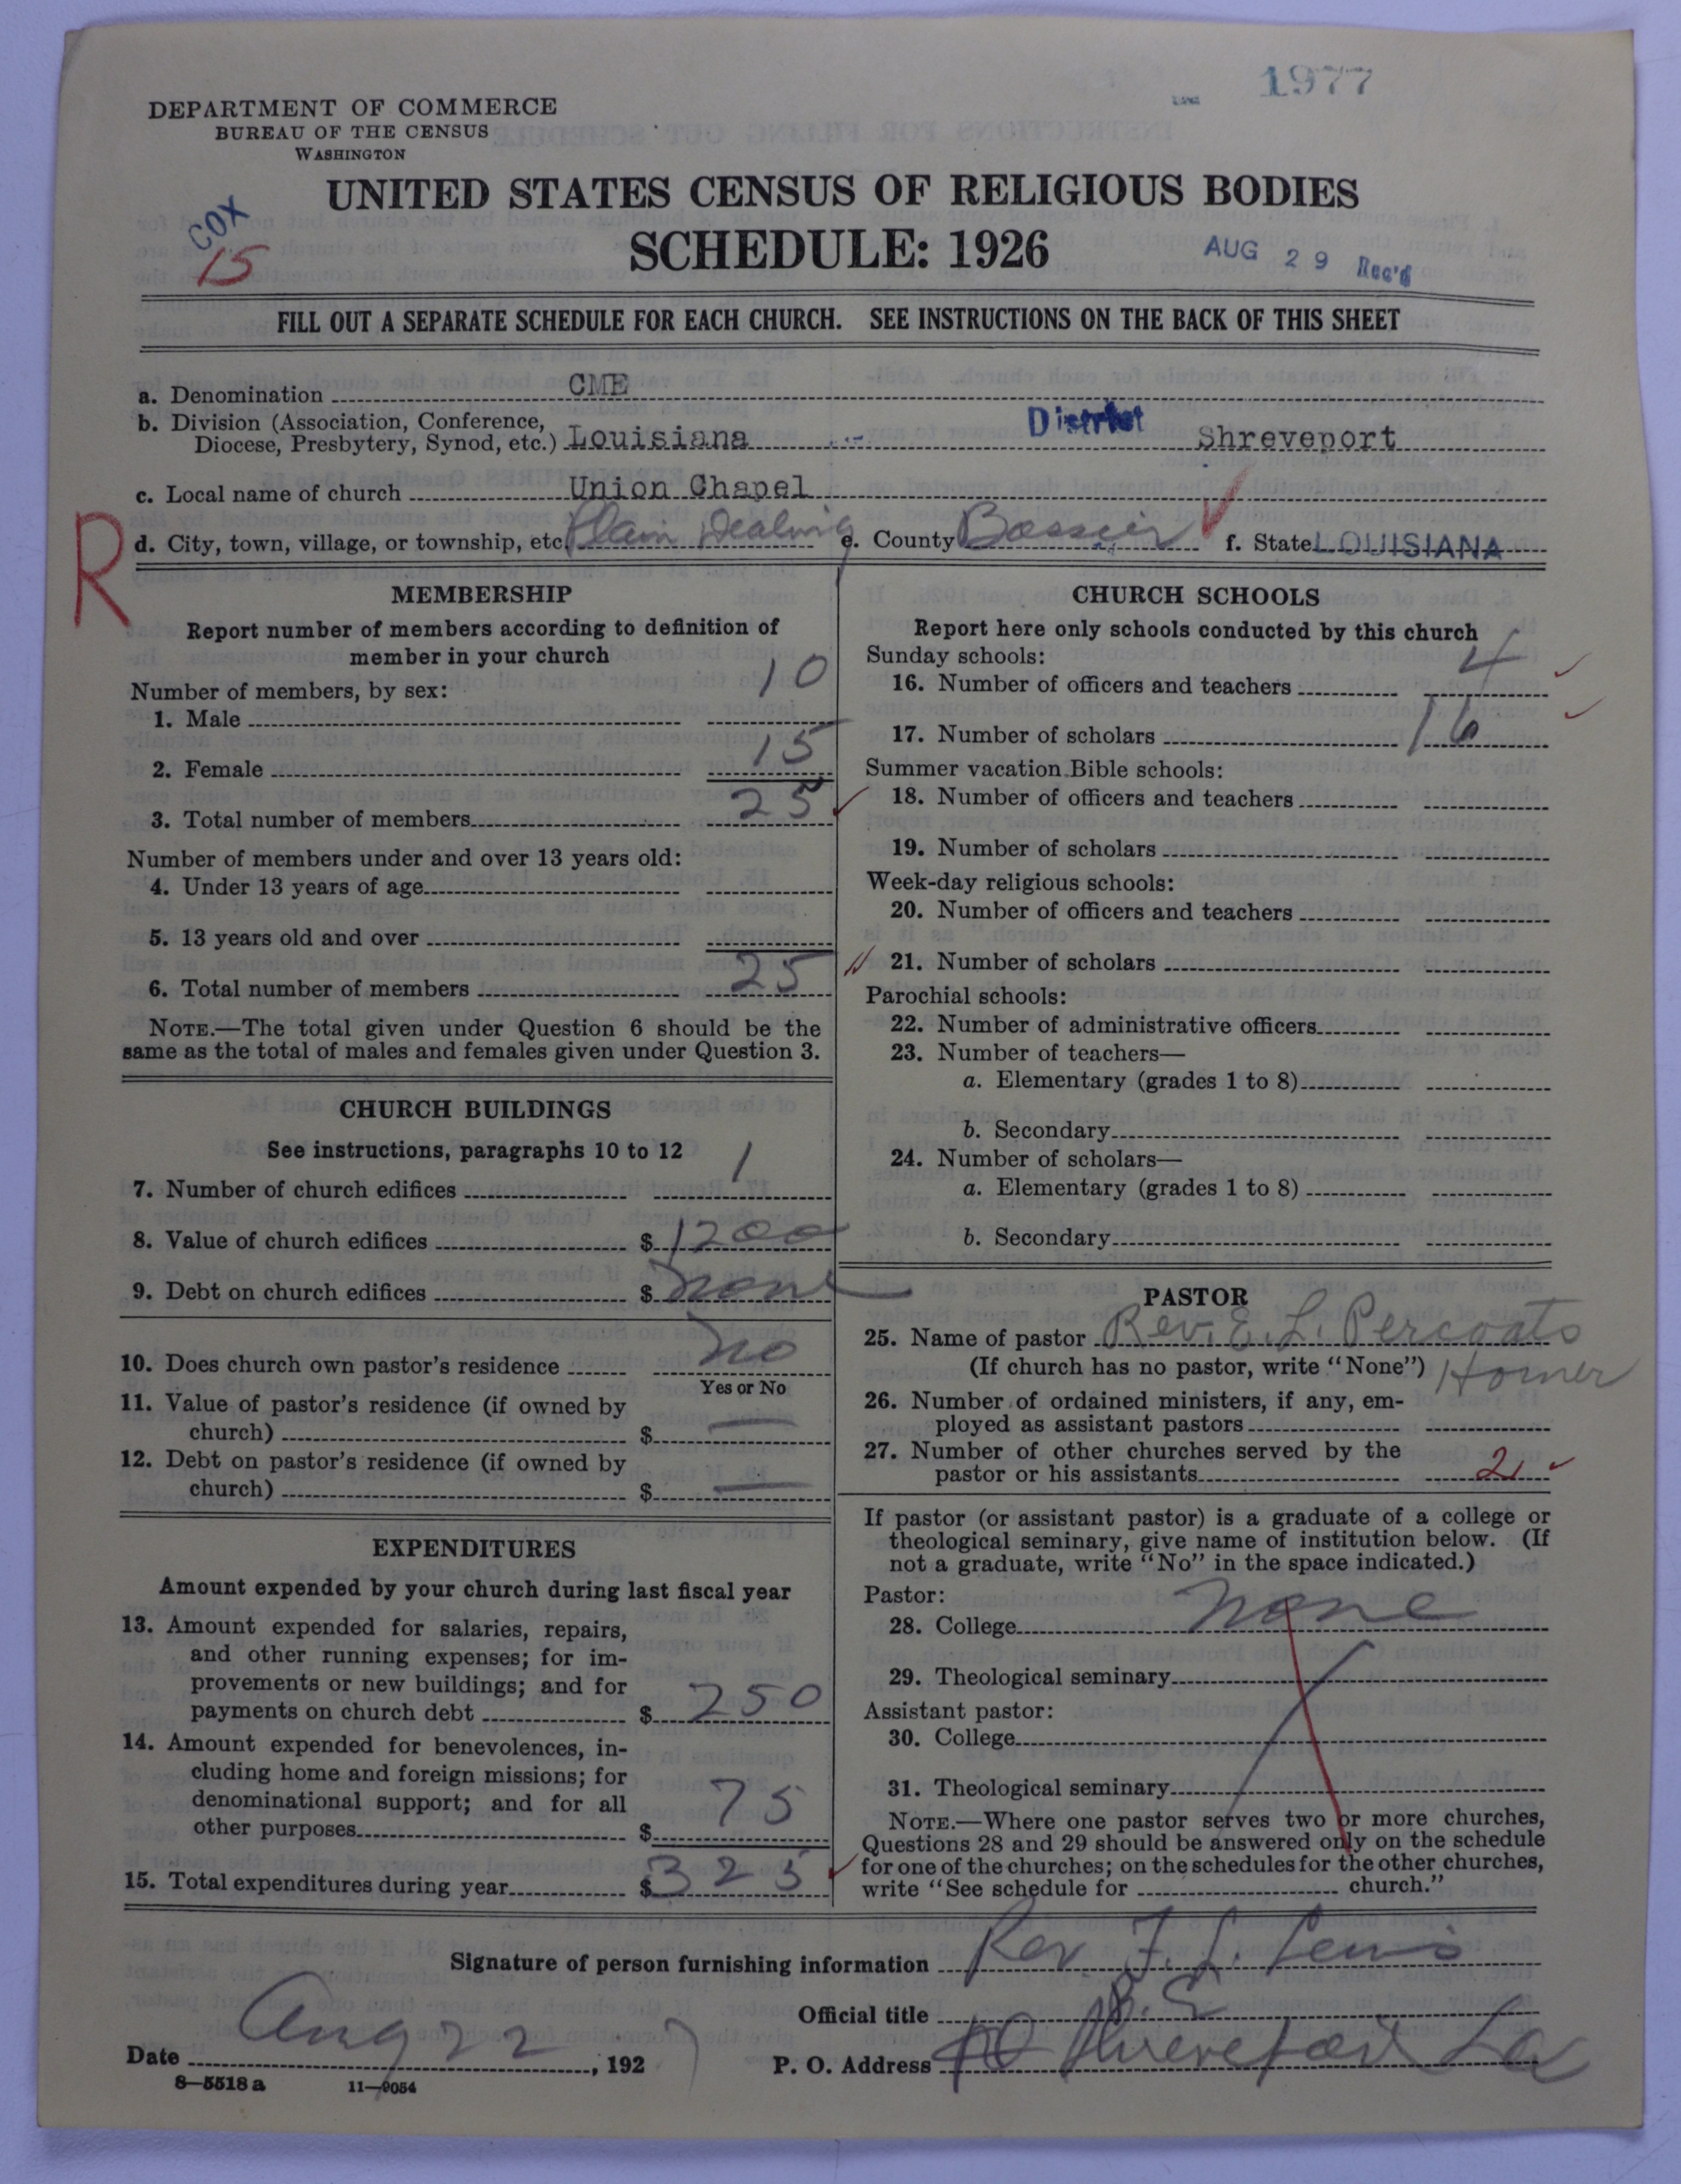 1977
DEPARTMENT OF COMMERCE
BUREAU OF THE CENSUS
WASHINGTON
UNITED STATES CENSUS OF RELIGIOUS BODIES
COX
15
SCHEDULE: 1926
AUG 29 Rec'd
FILL OUT A SEPARATE SCHEDULE FOR EACH CHURCH. SEE INSTRUCTIONS ON THE BACK OF THIS SHEET
a. Denomination CME
b. Division (Association, Conference,
Diocese, Presbytery, Synod, etc.) Louisiana District Shreveport
c. Local name of church Union Chapel
R
d. City, town, village, or township, etc. Plain Dealing e. County Bossier f. State LOUISIANA
MEMBERSHIP
Report number of members according to definition of
member in your church
Number of members, by sex:
1. Male 10
2. Female 15
3. Total number of members 25
Number of members under and over 13 years old:
4. Under 13 years of age
5. 13 years old and over
6. Total number of members 25
NOTE.—The total given under Question 6 should be the
same as the total of males and females given under Question 3.
CHURCH BUILDINGS
See instructions, paragraphs 10 to 12
7. Number of church edifices 1
8. Value of church edifices $1200
9. Debt on church edifices $ none
10. Does church own pastor's residence no
Yes or No
11. Value of pastor's residence (if owned by
church) $ —
12. Debt on pastor's residence (if owned by
church) $ —
EXPENDITURES
Amount expended by your church during last fiscal year
13. Amount expended for salaries, repairs,
and other running expenses; for im-
provements or new buildings; and for
payments on church debt $ 250
14. Amount expended for benevolences, in-
cluding home and foreign missions; for
denominational support; and for all
other purposes $ 75
15. Total expenditures during year $325
CHURCH SCHOOLS
Report here only schools conducted by this church
Sunday schools:
16. Number of officers and teachers 4
17. Number of scholars 16
Summer vacation Bible schools:
18. Number of officers and teachers
19. Number of scholars
Week-day religious schools:
20. Number of officers and teachers
21. Number of scholars
Parochial schools:
22. Number of administrative officers
23. Number of teachers—
a. Elementary (grades 1 to 8)
b. Secondary
24. Number of scholars—
a. Elementary (grades 1 to 8)
b. Secondary
PASTOR
25. Name of pastor Rev. E. L. Percoats
(If church has no pastor, write "None") Homer
26. Number of ordained ministers, if any, em-
ployed as assistant pastors
27. Number of other churches served by the
pastor or his assistants 2
If pastor (or assistant pastor) is a graduate of a college or
theological seminary, give name of institution below. (If
not a graduate, write "No" in the space indicated.)
Pastor:
28. College none
29. Theological seminary
Assistant pastor:
30. College
31. Theological seminary
NOTE.—Where one pastor serves two or more churches,
Questions 28 and 29 should be answered only on the schedule
for one of the churches; on the schedules for the other churches,
write "See schedule for church."
Signature of person furnishing information Rev. F. L. Lewis
Official title P. E.
Date Aug 22, 1927 P. O. Address Shreveport La
8—5518 a 11—9054